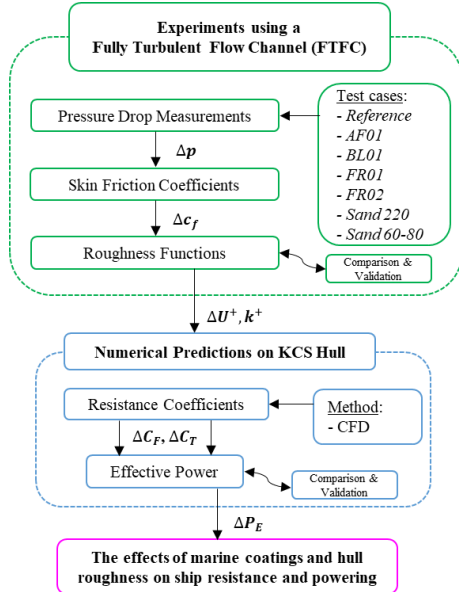 Experiments using a
Fully Turbulent Flow Channel (FTFC)
Pressure Drop Measurements
Test cases:
- Reference
- AF01
- BL01
- FR01
- FR02
- Sand 220
- Sand 60-80
Δp
Skin Friction Coefficients
Δc_f
Roughness Functions
Comparison &
Validation
ΔU⁺, k⁺
Numerical Predictions on KCS Hull
Resistance Coefficients
Method:
- CFD
ΔC_F, ΔC_T
Effective Power
Comparison &
Validation
ΔP_E
The effects of marine coatings and hull
roughness on ship resistance and powering